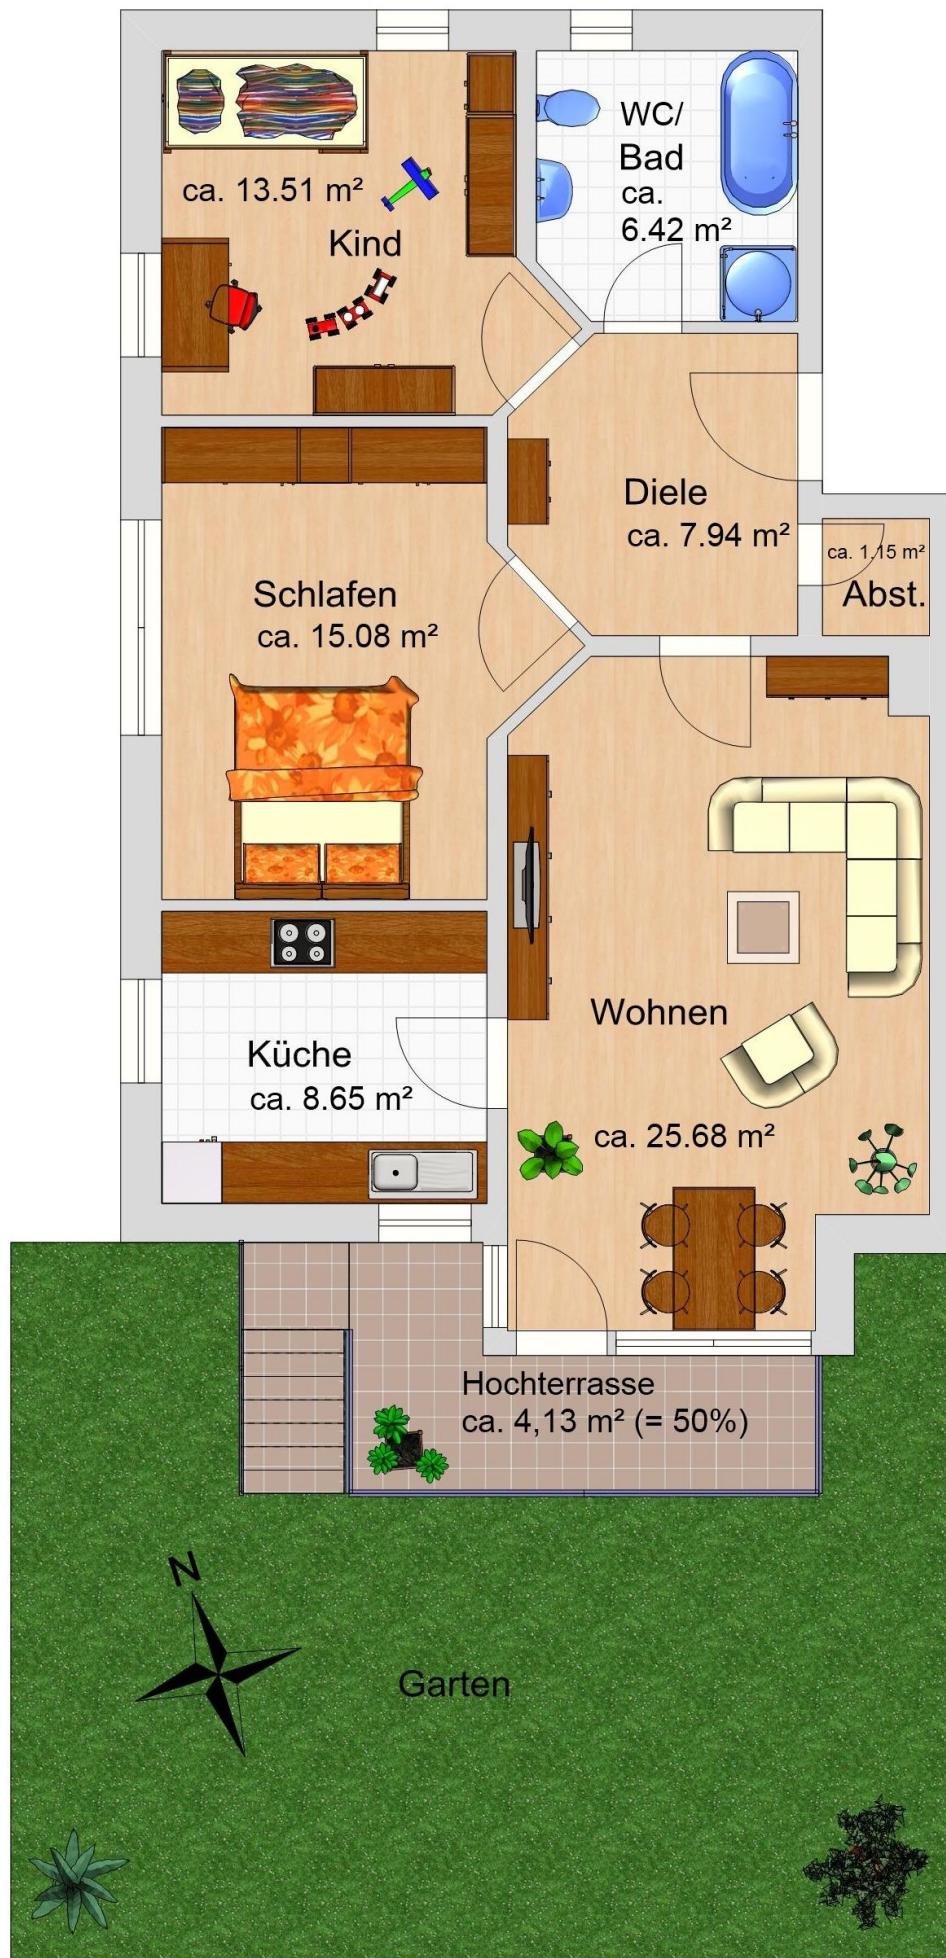 WC/
Bad
ca.
6.42 m²
ca. 13.51 m²
Kind
Diele
ca. 7.94 m²
ca. 1.15 m²
Abst.
Schlafen
ca. 15.08 m²
Wohnen
ca. 25.68 m²
Küche
ca. 8.65 m²
Hochterrasse
ca. 4,13 m² (= 50%)
N
Garten